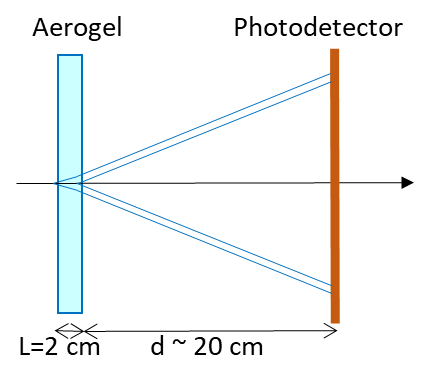 Aerogel
Photodetector
L=2 cm
d ~ 20 cm